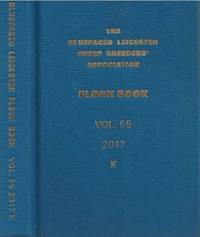 BLUEFACED LEICESTER FLOCK BOOK VOL. 55 2017 K
THE
BLUEFACED LEICESTER
SHEEP BREEDERS'
ASSOCIATION
FLOCK BOOK
VOL. 55
2017
K